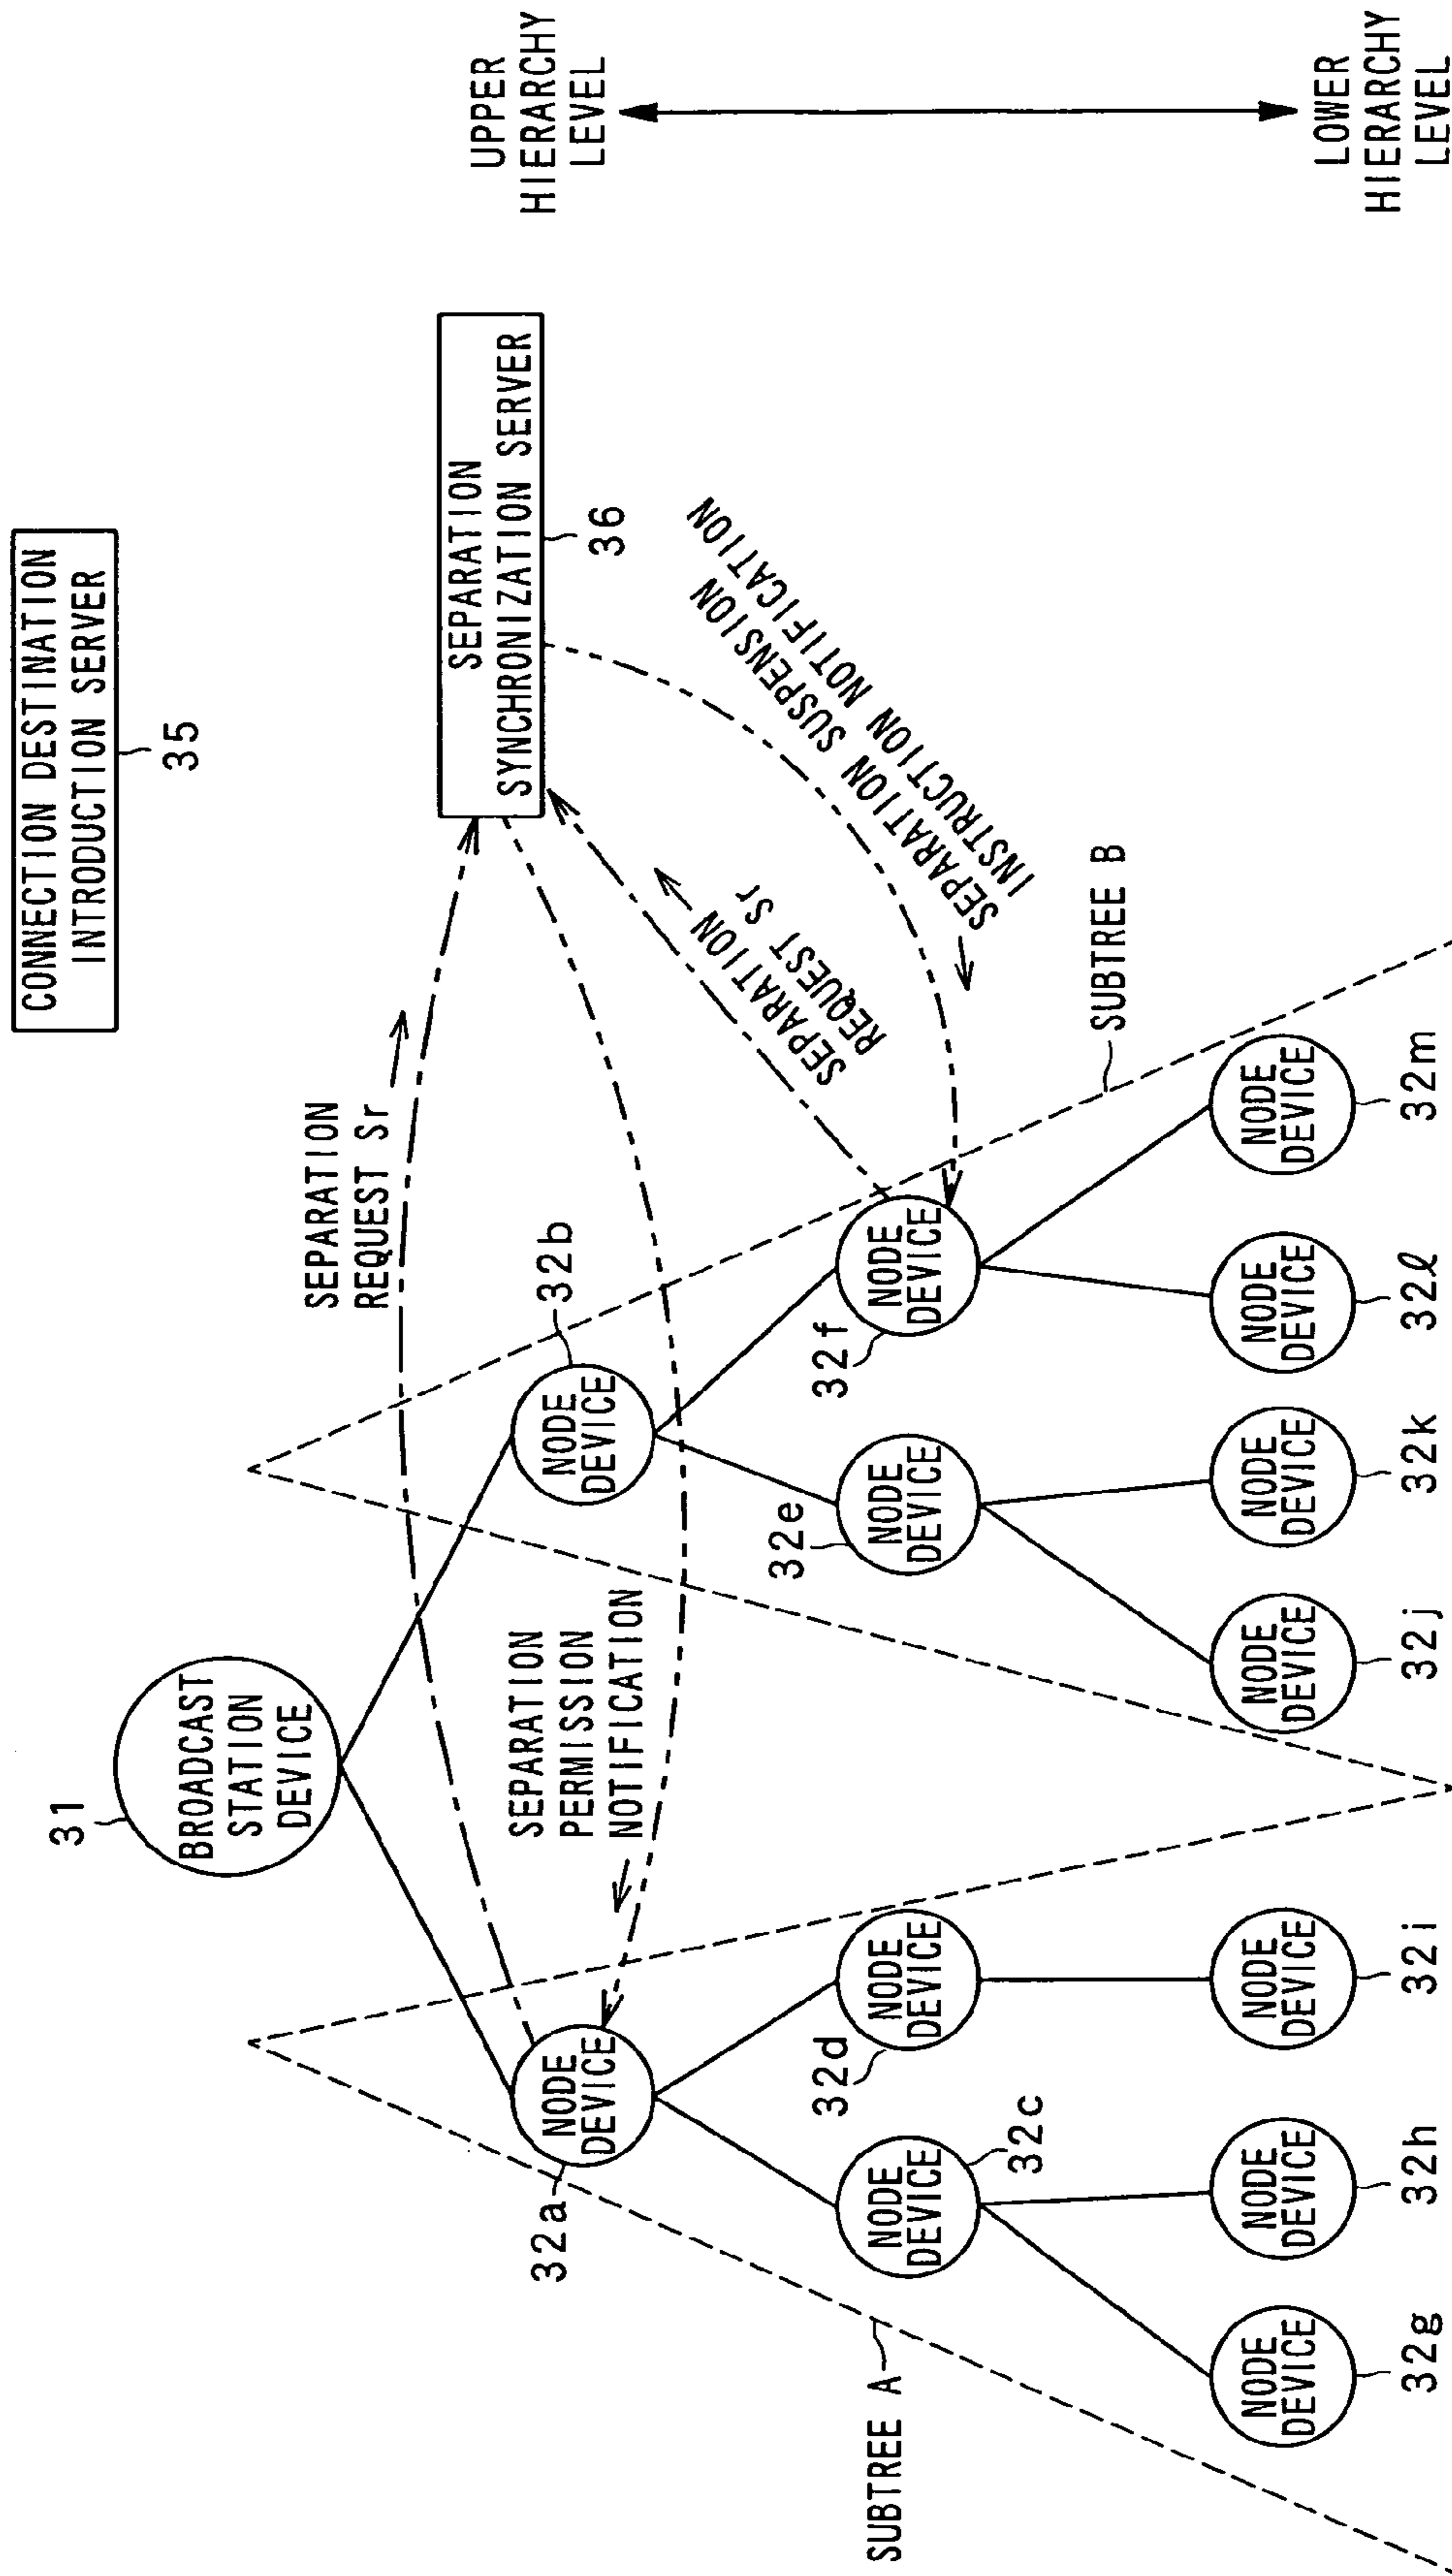 CONNECTION DESTINATION
INTRODUCTION SERVER
35
UPPER
HIERARCHY
LEVEL
LOWER
HIERARCHY
LEVEL
SEPARATION
SYNCHRONIZATION SERVER
36
31
BROADCAST
STATION
DEVICE
SEPARATION
REQUEST Sr
SEPARATION
PERMISSION
NOTIFICATION
SEPARATION
REQUEST Sr
SEPARATION SUSPENSION
INSTRUCTION NOTIFICATION
NODE
DEVICE
32a
NODE
DEVICE
32b
SUBTREE A
SUBTREE B
NODE
DEVICE
32c
NODE
DEVICE
32d
NODE
DEVICE
32e
NODE
DEVICE
32f
NODE
DEVICE
32g
NODE
DEVICE
32h
NODE
DEVICE
32i
NODE
DEVICE
32j
NODE
DEVICE
32k
NODE
DEVICE
32ℓ
NODE
DEVICE
32m